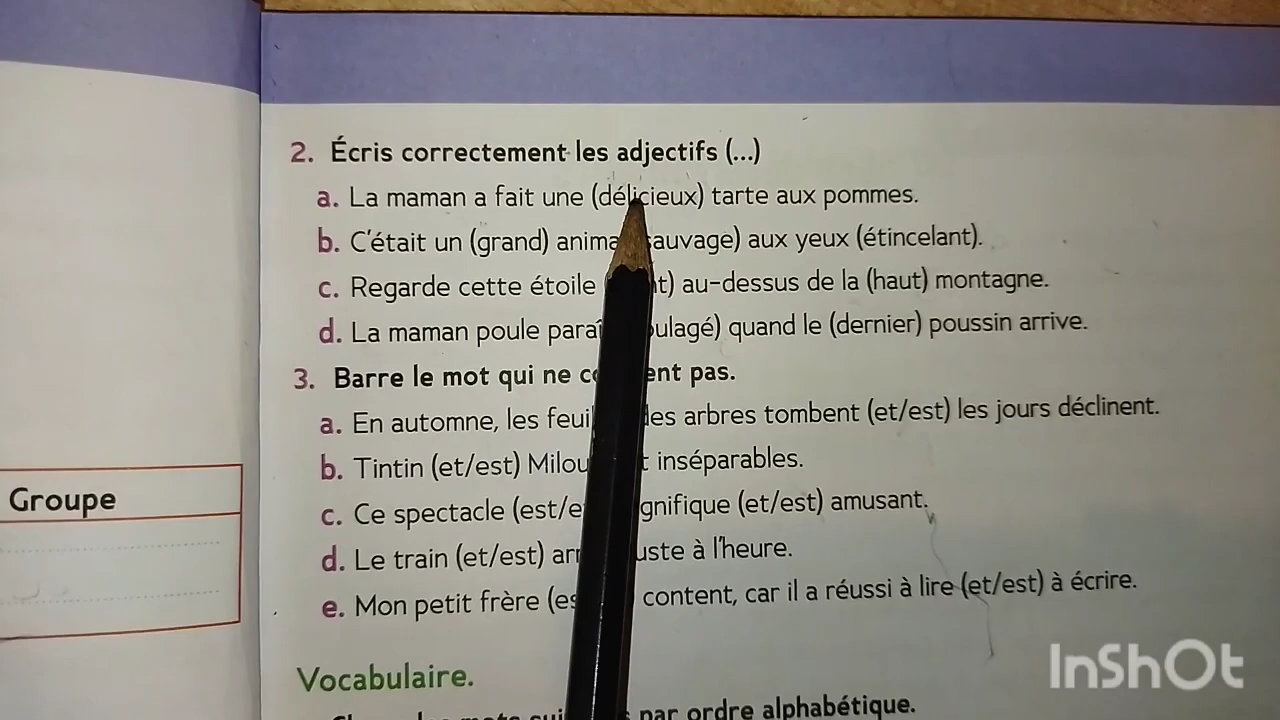 2. Écris correctement les adjectifs (...)
a. La maman a fait une (délicieux) tarte aux pommes.
b. C'était un (grand) anima sauvage) aux yeux (étincelant).
c. Regarde cette étoile au-dessus de la (haut) montagne.
d. La maman poule paraî oulagé) quand le (dernier) poussin arrive.
3. Barre le mot qui ne pas.
a. En automne, les feui des arbres tombent (et/est) les jours déclinent.
b. Tintin (et/est) Milou inséparables.
c. Ce spectacle (est/e gnifique (et/est) amusant.
d. Le train (et/est) arr uste à l'heure.
Groupe
e. Mon petit frère (es content, car il a réussi à lire (et/est) à écrire.
Vocabulaire.
par ordre alphabétique.
InShOt